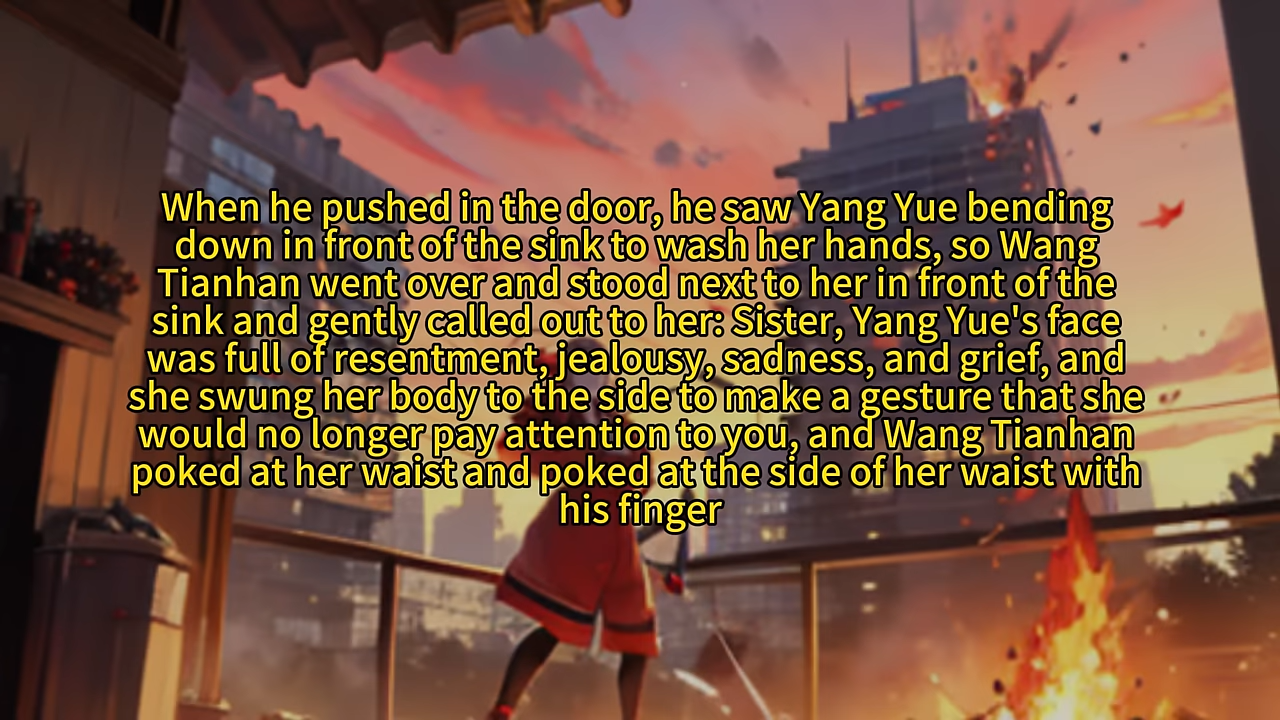 When he pushed in the door, he saw Yang Yue bending
down in front of the sink to wash her hands, so Wang
Tianhan went over and stood next to her in front of the
sink and gently called out to her: Sister, Yang Yue's face
was full of resentment, jealousy, sadness, and grief, and
she swung her body to the side to make a gesture that she
would no longer pay attention to you, and Wang Tianhan
poked at her waist and poked at the side of her waist with
his finger